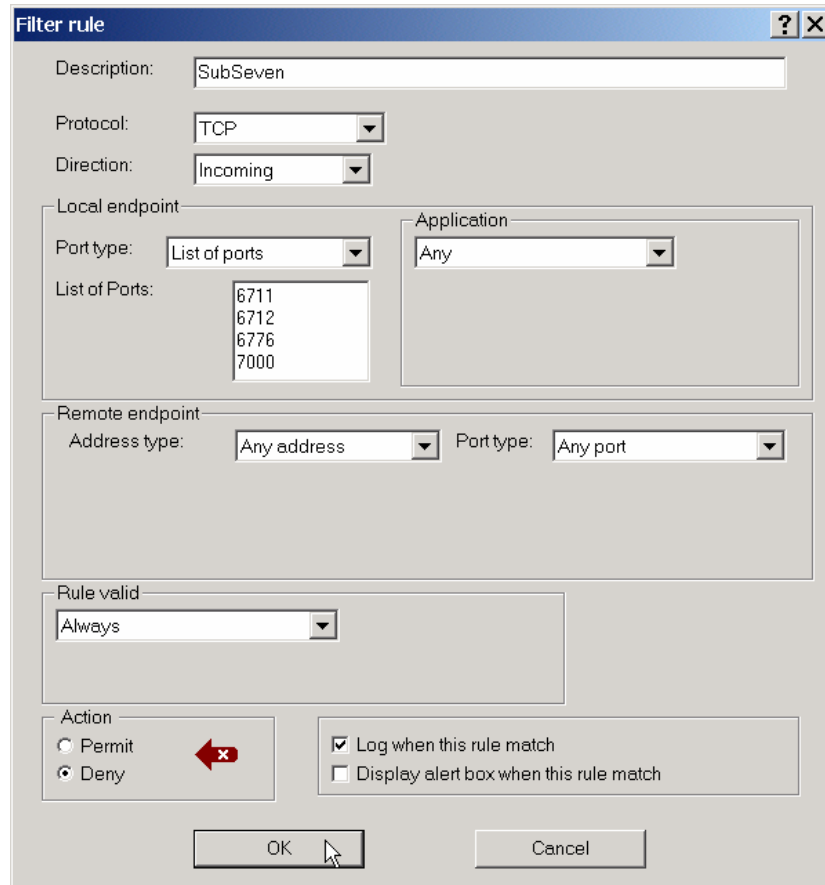 Filter rule
Description: SubSeven
Protocol: TCP
Direction: Incoming
Local endpoint
Port type: List of ports
List of Ports: 6711
6712
6776
7000
Application
Any
Remote endpoint
Address type: Any address Port type: Any port
Rule valid
Always
Action
Permit
Deny
Log when this rule match
Display alert box when this rule match
OK Cancel